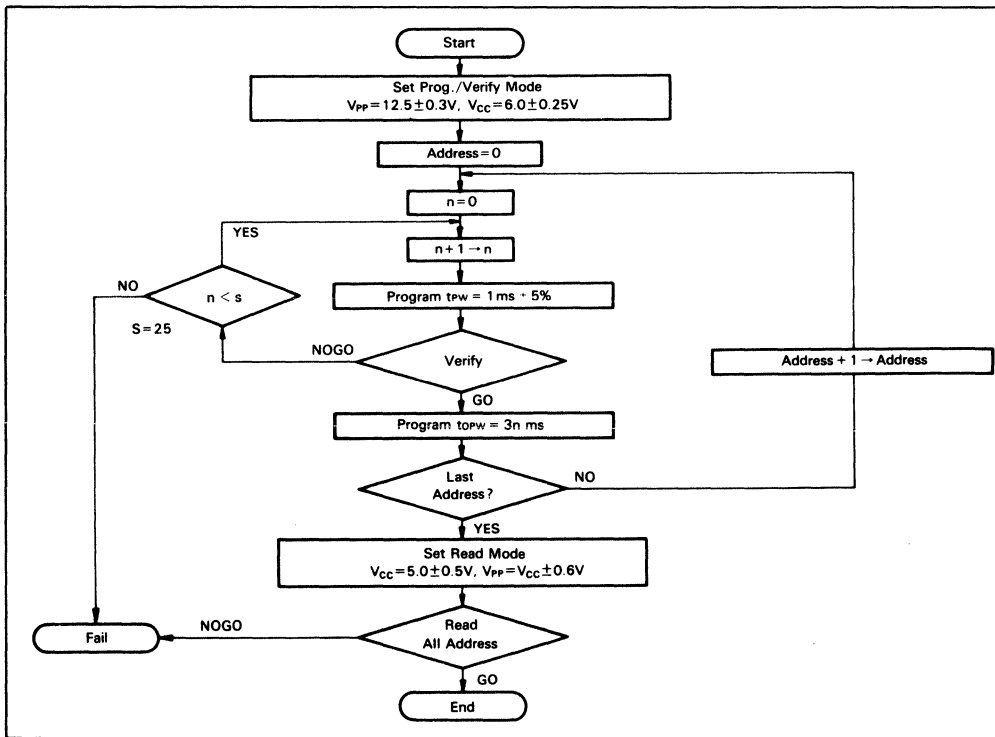 Start
Set Prog./Verify Mode
VPP=12.5±0.3V, VCC=6.0±0.25V
Address=0
n=0
YES
n+1→n
NO
n < s
Program tPW = 1ms + 5%
S=25
NOGO
Verify
Address + 1 → Address
GO
Program tOPW = 3n ms
Last
Address?
NO
YES
Set Read Mode
VCC=5.0±0.5V, VPP=VCC±0.6V
Read
All Address
NOGO
Fail
GO
End